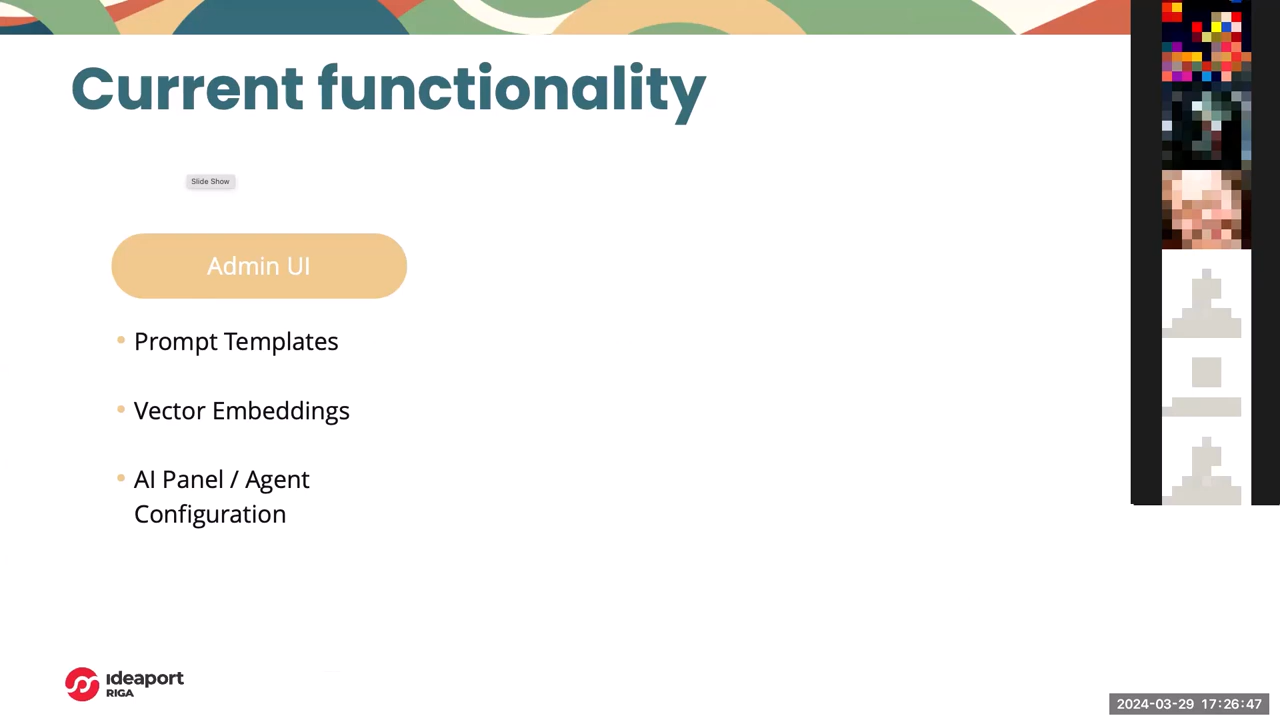 Current functionality
Slide Show
Admin UI
• Prompt Templates
• Vector Embeddings
• AI Panel / Agent
Configuration
ideaport
RIGA
2024-03-29 17:26:47